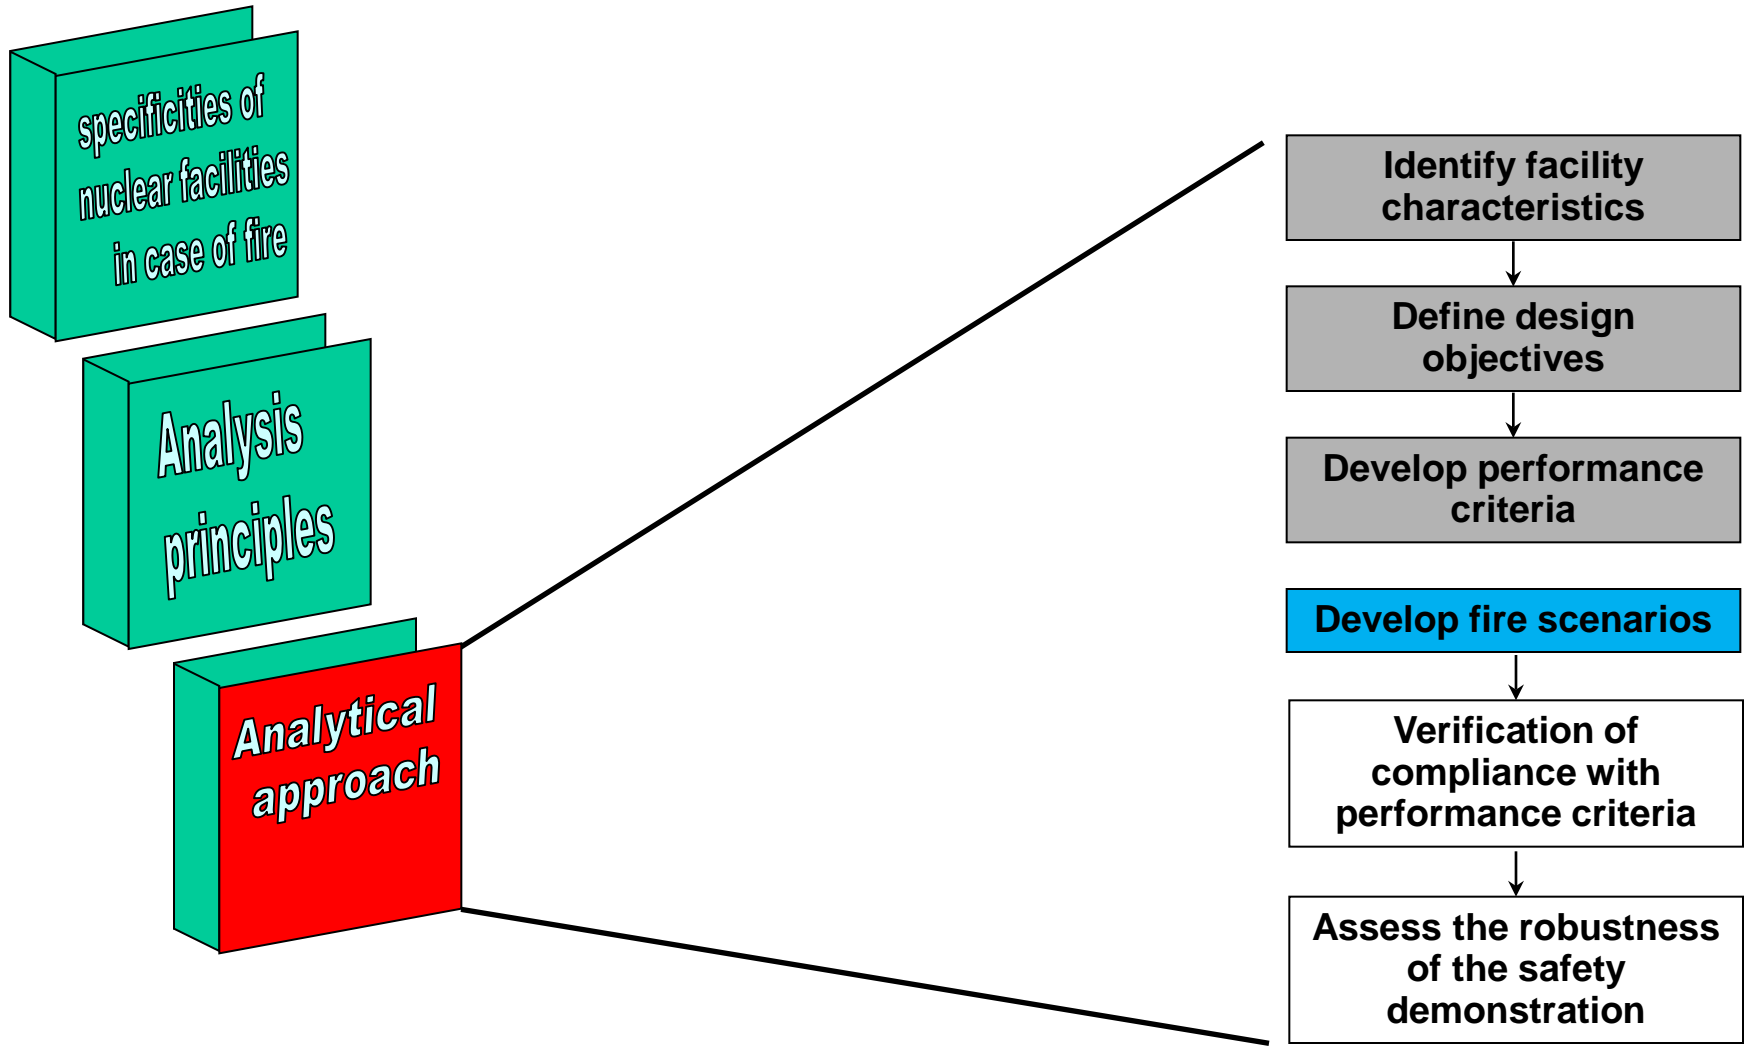 specificities of
nuclear facilities
in case of fire
Analysis
principles
Analytical
approach
Identify facility
characteristics
Define design
objectives
Develop performance
criteria
Develop fire scenarios
Verification of
compliance with
performance criteria
Assess the robustness
of the safety
demonstration